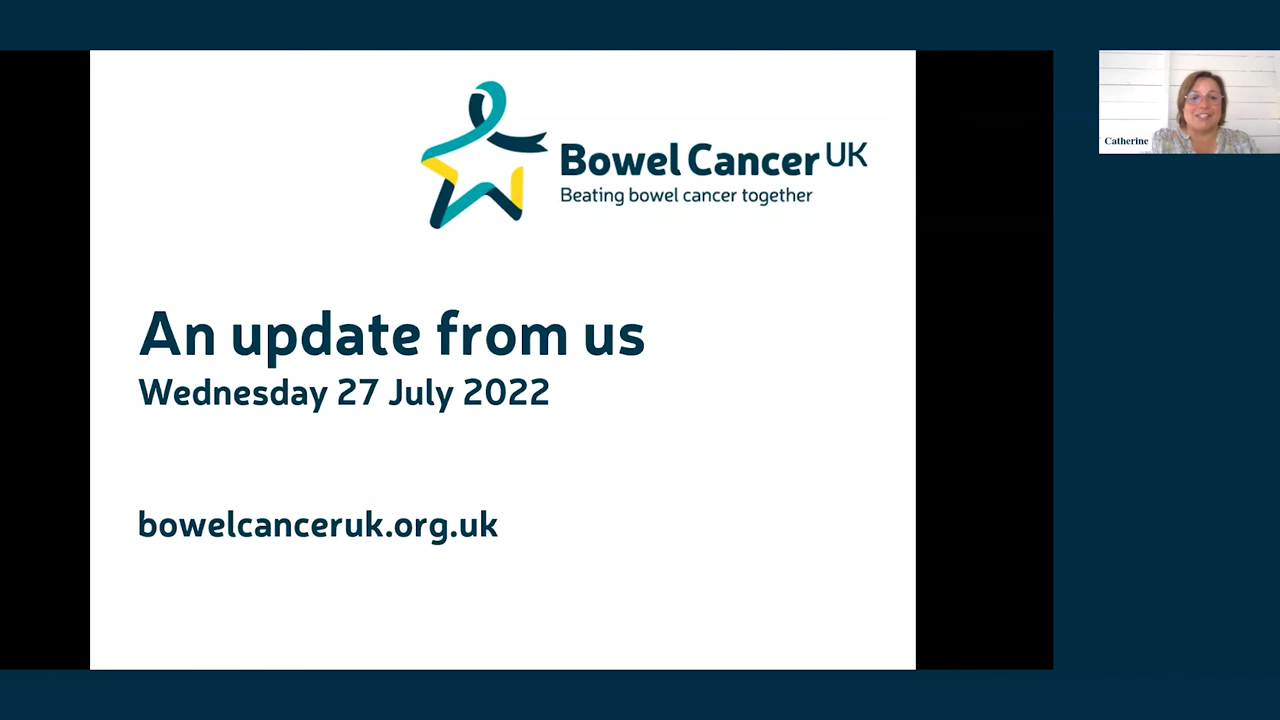 Bowel Cancer UK
Beating bowel cancer together
Catherine
An update from us
Wednesday 27 July 2022
bowelcanceruk.org.uk